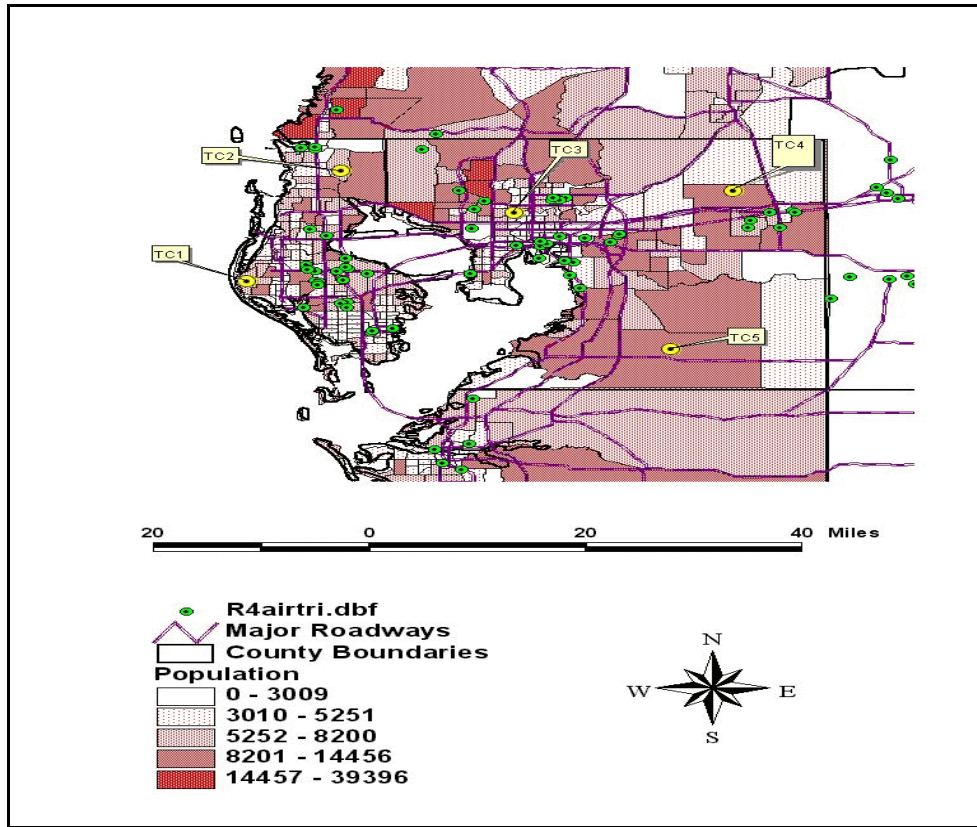 TC4
TC3
TC2
TC1
TC5
20 0 20 40 Miles
R4airtri.dbf
Major Roadways
County Boundaries
Population
0 - 3009
3010 - 5251
5252 - 8200
8201 - 14456
14457 - 39396
N
W E
S